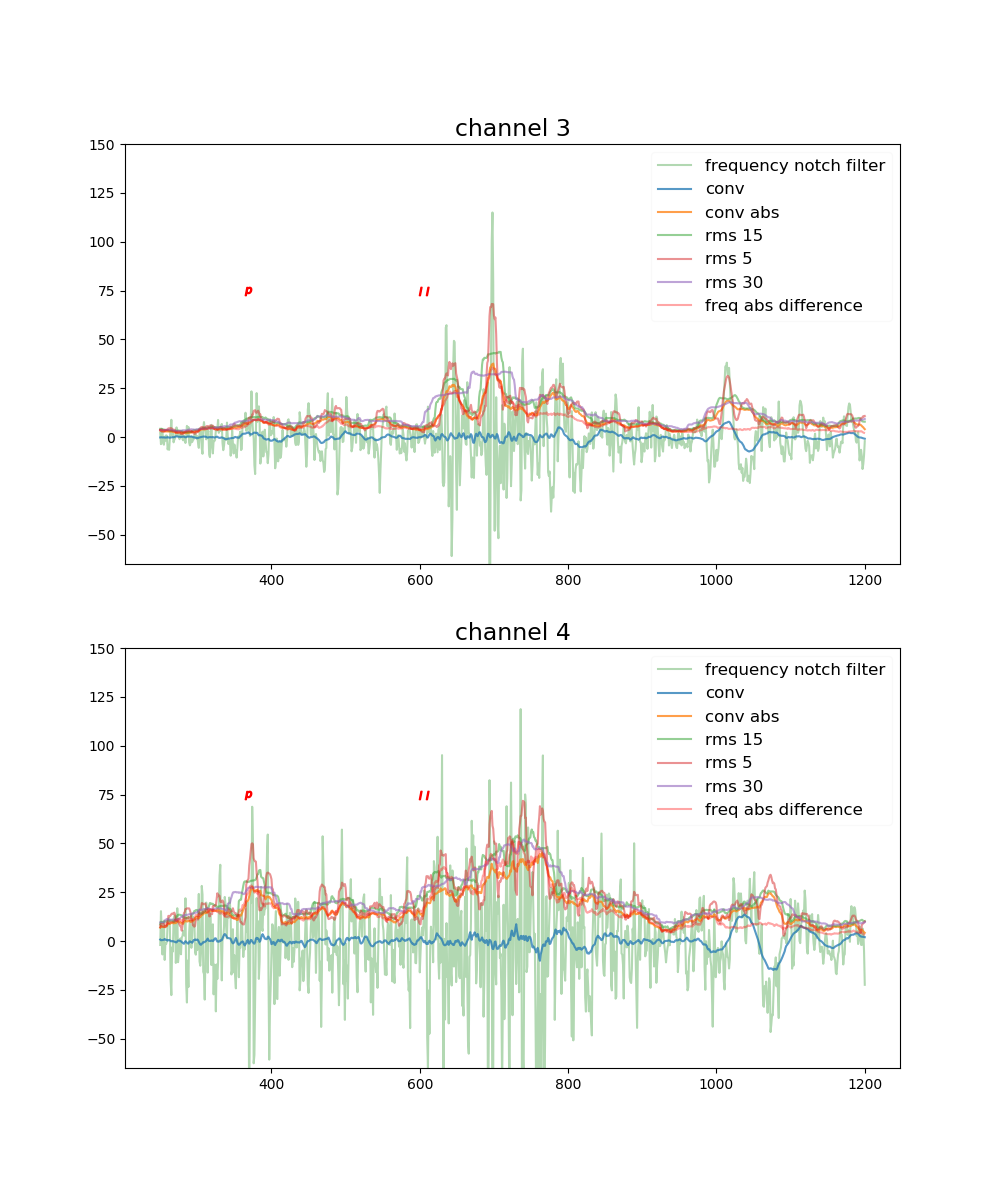 channel 3
150
125
100
75
50
25
0
−25
−50
400 600 800 1000 1200
frequency notch filter
conv
conv abs
rms 15
rms 5
rms 30
freq abs difference
p
channel 4
150
125
100
75
50
25
0
−25
−50
400 600 800 1000 1200
frequency notch filter
conv
conv abs
rms 15
rms 5
rms 30
freq abs difference
p